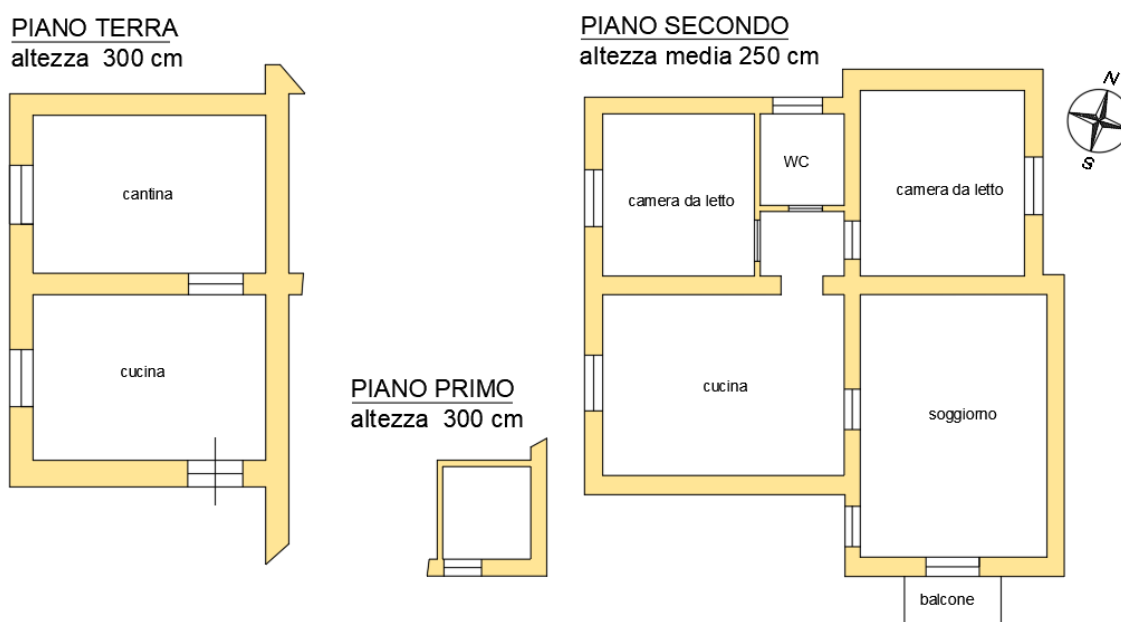 PIANO TERRA
altezza 300 cm
cantina
cucina
PIANO PRIMO
altezza 300 cm
PIANO SECONDO
altezza media 250 cm
N
S
WC
camera da letto
camera da letto
cucina
soggiorno
balcone